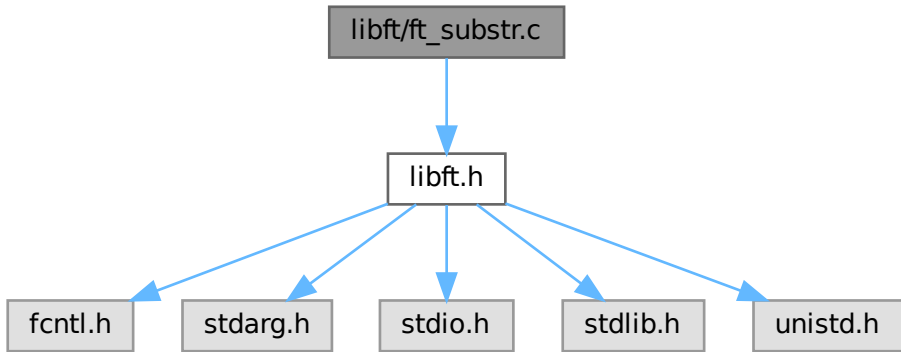 libft/ft_substr.c
libft.h
fcntl.h
stdarg.h
stdio.h
stdlib.h
unistd.h